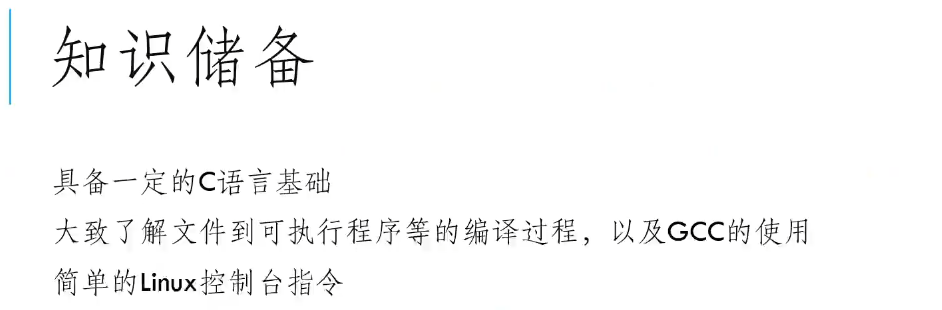 知识储备
具备一定的C语言基础
大致了解文件到可执行程序等的编译过程，以及GCC的使用
简单的Linux控制台指令